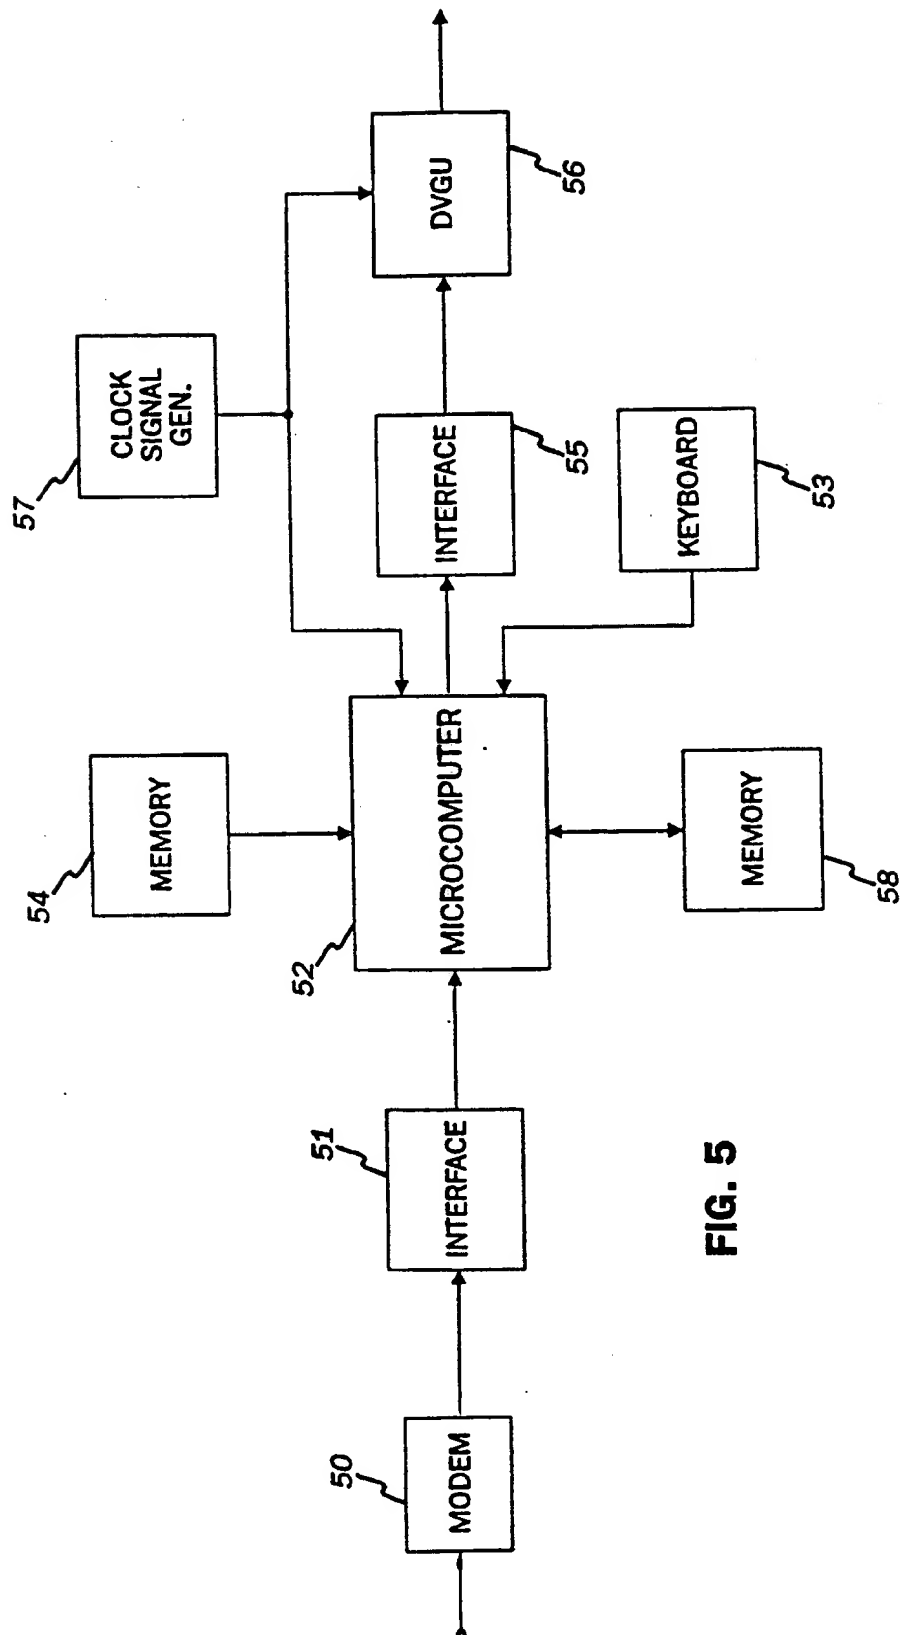 57
CLOCK
SIGNAL
GEN.
54
MEMORY
50
MODEM
51
INTERFACE
52
MICROCOMPUTER
INTERFACE
55
DVGU
56
KEYBOARD
53
MEMORY
58
FIG. 5